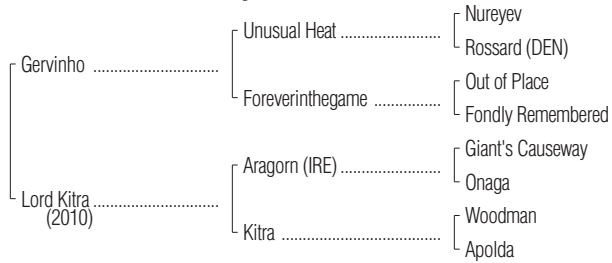 Nureyev
Unusual Heat ......................
Rossard (DEN)
Gervinho ............................
Out of Place
Foreverinthegame ...............
Fondly Remembered
Giant's Causeway
Aragorn (IRE) .....................
Onaga
Lord Kitra ...........................
(2010)
Woodman
Kitra ...................................
Apolda